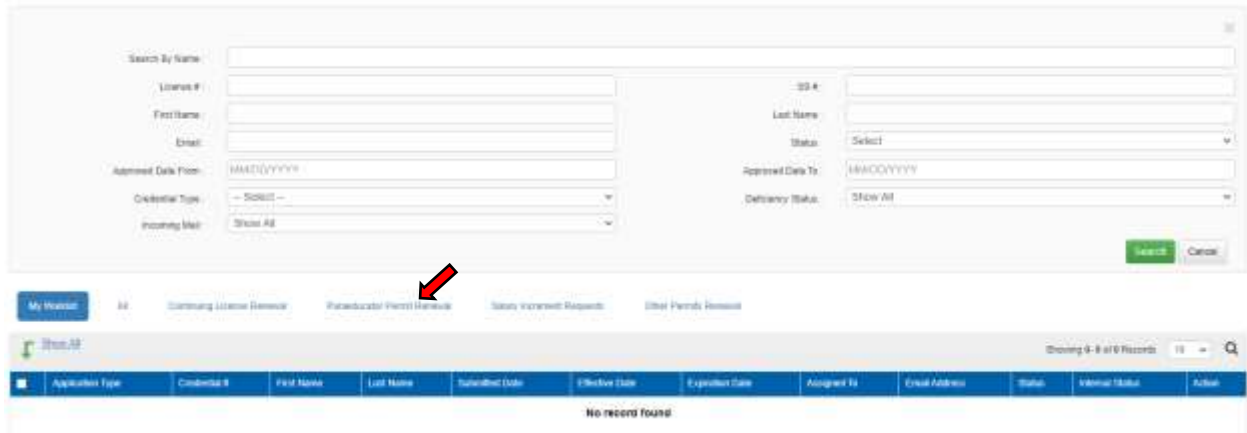 Search By Name
License #
SS #
First Name
Last Name
Email
Status
Select
Approved Date From
MM/DD/YYYY
Approved Date To
MM/DD/YYYY
Credential Type
-- Select --
Deficiency Status
Show All
Incoming Mail
Show All
Search Cancel
My Worklist All Continuing License Renewal Paraeducator Permit Renewal Salary Increment Requests Other Permits Renewal
Show All
Showing 0-0 of 0 Records 10
Application Type Credential # First Name Last Name Submitted Date Effective Date Expiration Date Assigned To Email Address Status Internal Status Action
No record found